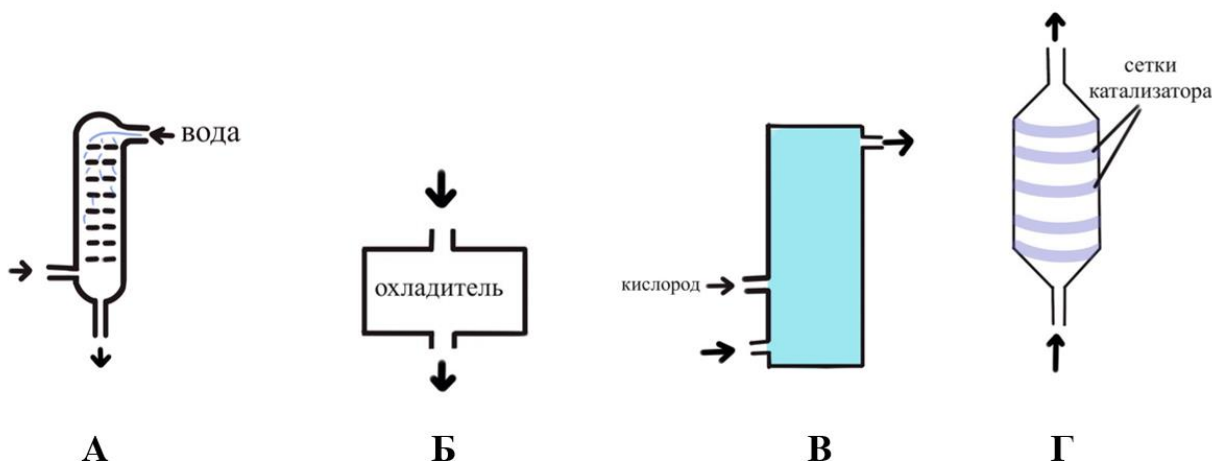 сетки
катализатора
вода
охладитель
кислород
А
Б
В
Г